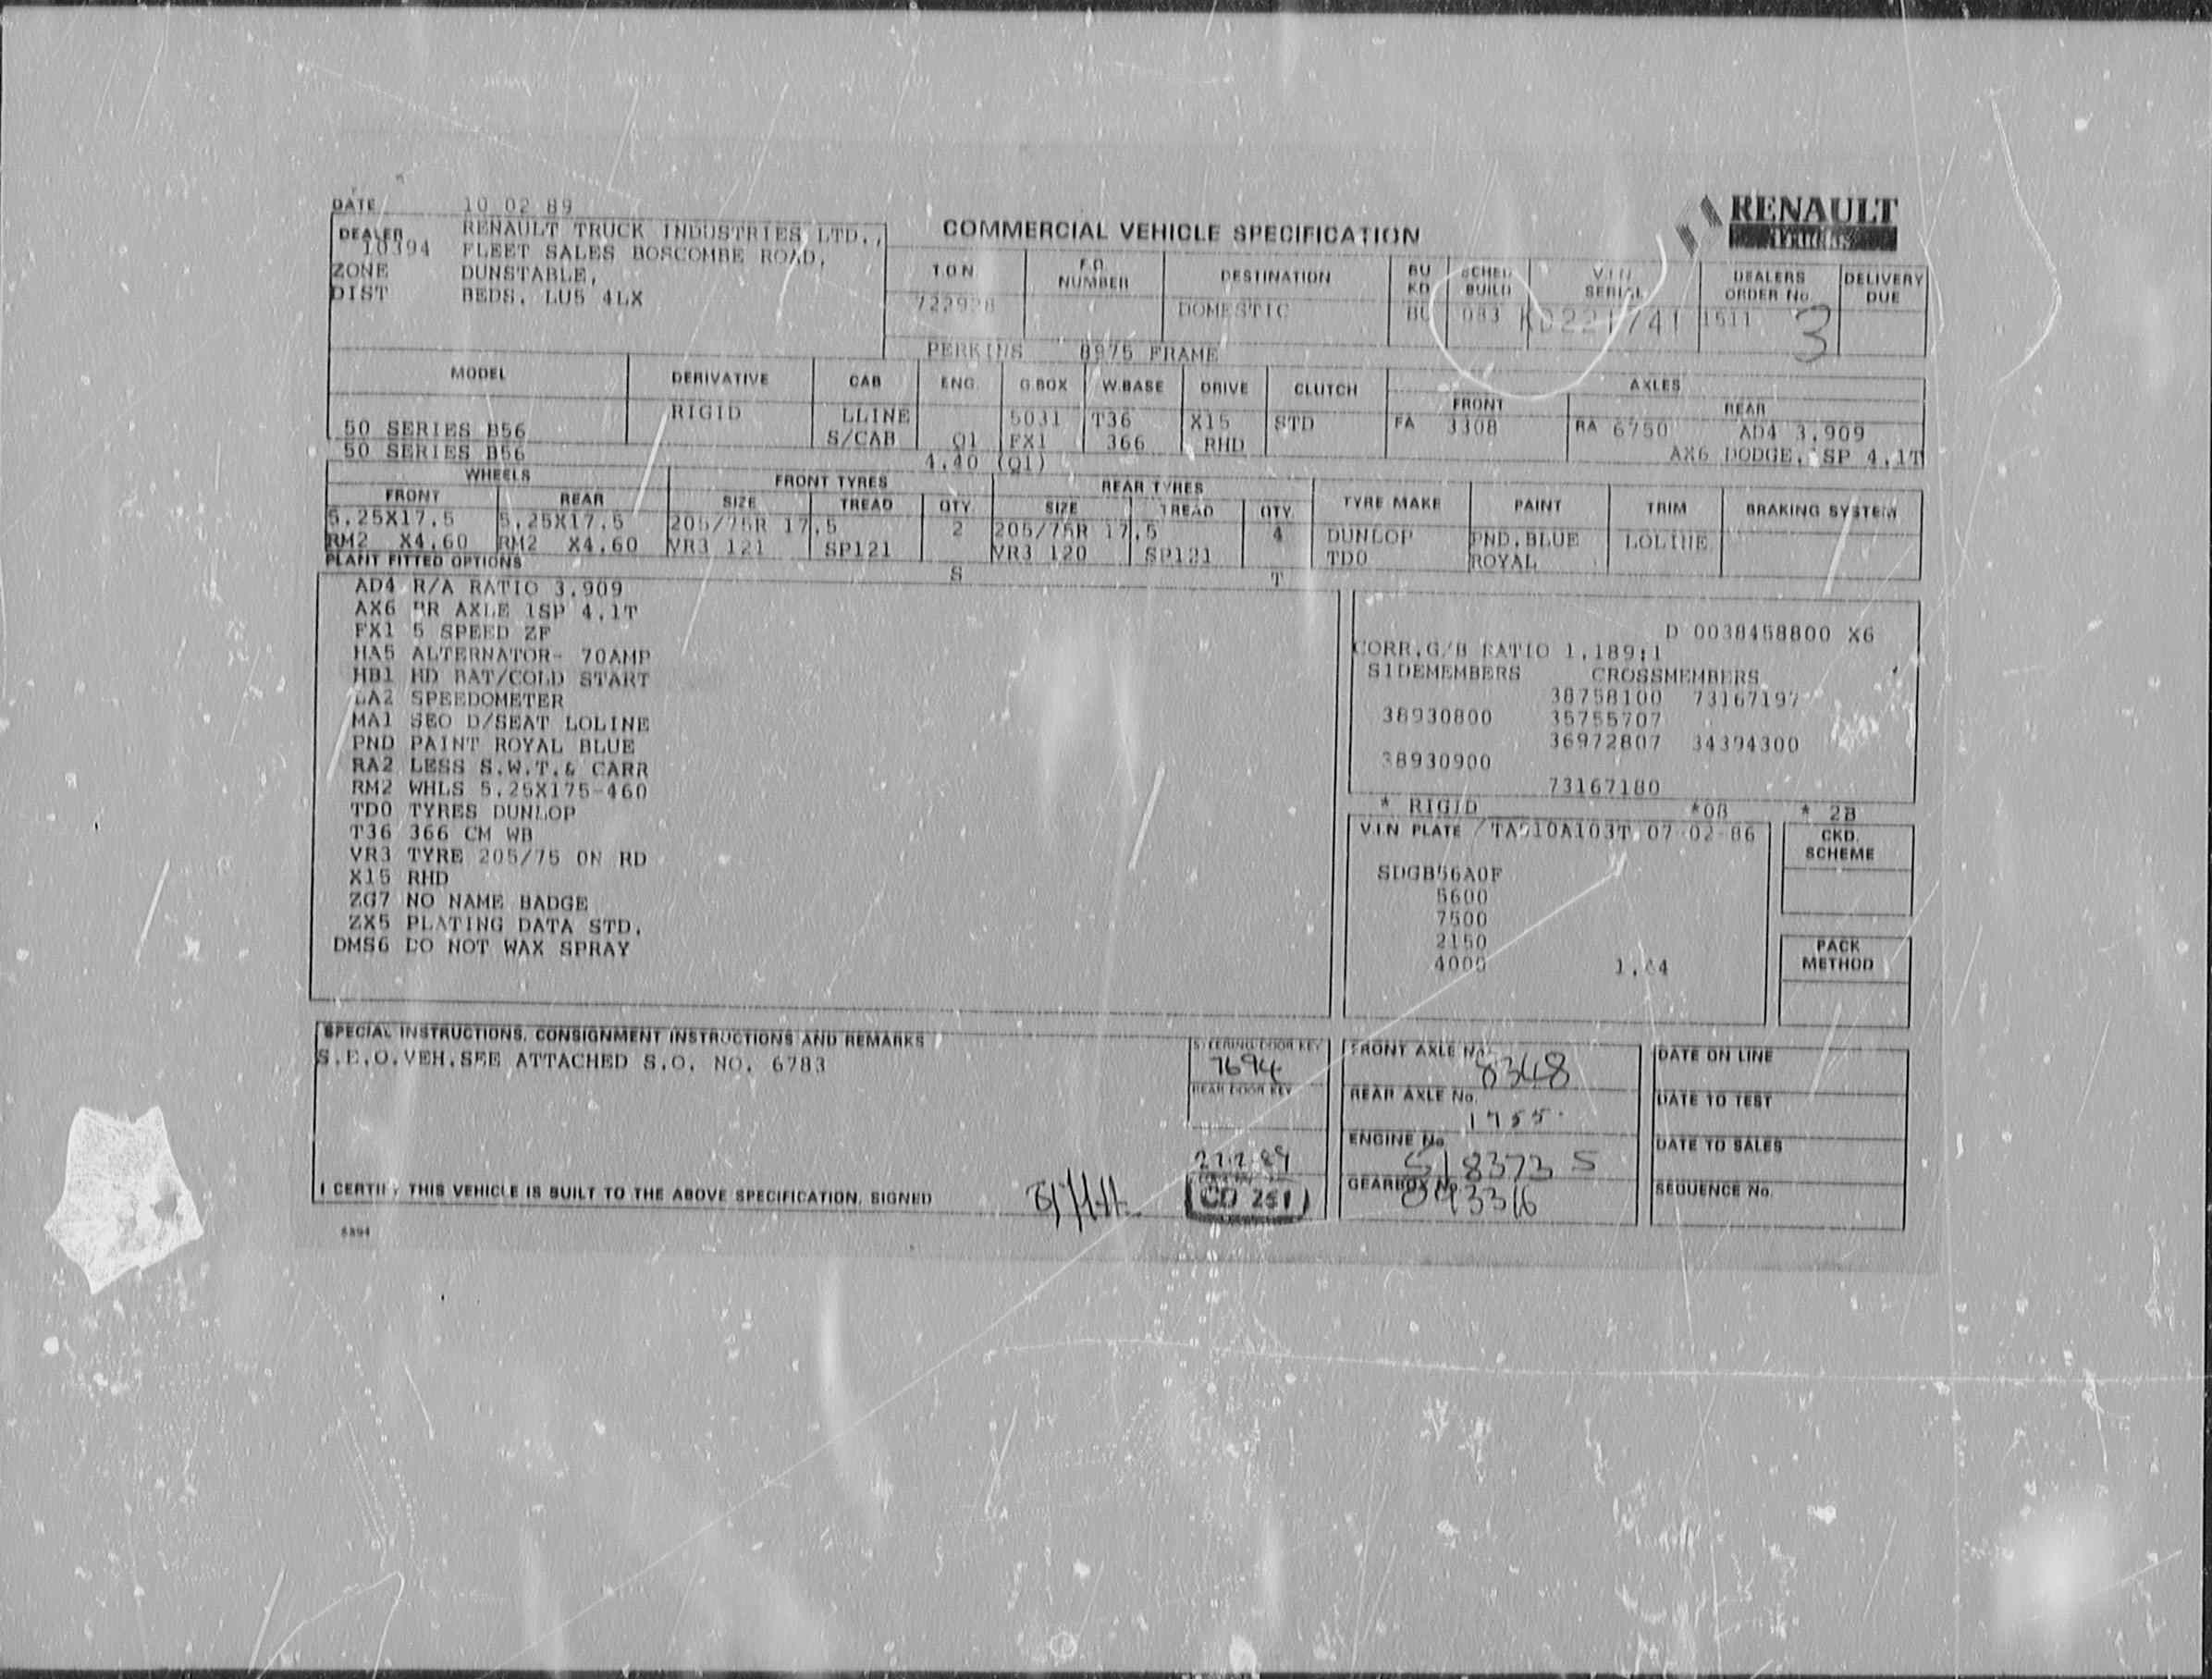 DATE 10 02 89
RENAULT
TRUCKS
DEALER RENAULT TRUCK INDUSTRIES LTD.,
10394 FLEET SALES BOSCOMBE ROAD,
ZONE DUNSTABLE,
DIST BEDS. LU5 4LX
COMMERCIAL VEHICLE SPECIFICATION
T.O.N. F.O. NUMBER DESTINATION BU KD SCHED BUILD V.I.N. SERIAL DEALERS ORDER No. DELIVERY DUE
722928 DOMESTIC BU 083 1511 3
PERKINS 8975 FRAME
MODEL DERIVATIVE CAB ENG. G.BOX W.BASE DRIVE CLUTCH AXLES
FRONT REAR
RIGID LLINE 5031 T36 X15 STD FA 3308 RA 6750 AD4 3.909
50 SERIES B56 S/CAB Q1 FX1 366 RHD
50 SERIES B56 4.40 (Q1) AX6 DODGE, SP 4.1T
WHEELS FRONT TYRES REAR TYRES
FRONT REAR SIZE TREAD QTY SIZE TREAD QTY TYRE MAKE PAINT TRIM BRAKING SYSTEM
5.25X17.5 5.25X17.5 205/75R 17.5 2 205/75R 17.5 4 DUNLOP PND.BLUE LOLINE
RM2 X4.60 RM2 X4.60 VR3 121 SP121 VR3 120 SP121 TD0 ROYAL
PLANT FITTED OPTIONS
S T
AD4 R/A RATIO 3.909
AX6 RR AXLE 1SP 4.1T
FX1 5 SPEED ZF
HA5 ALTERNATOR- 70AMP
HB1 HD BAT/COLD START
LA2 SPEEDOMETER
MA1 SEO D/SEAT LOLINE
PND PAINT ROYAL BLUE
RA2 LESS S.W.T.& CARR
RM2 WHLS 5.25X175-460
TD0 TYRES DUNLOP
T36 366 CM WB
VR3 TYRE 205/75 ON RD
X15 RHD
ZG7 NO NAME BADGE
ZX5 PLATING DATA STD.
DMS6 DO NOT WAX SPRAY
D 0038458800 X6
CORR.G/B RATIO 1.189:1
SIDEMEMBERS CROSSMEMBERS
38758100 73167197
38930800 35755707
36972807 34394300
38930900
73167180
* RIGID *08 * 2B
V.I.N PLATE 07-02-86
CKD. SCHEME
SDGB56A0F
5600
7500
2150
4000
PACK METHOD
SPECIAL INSTRUCTIONS, CONSIGNMENT INSTRUCTIONS AND REMARKS
S.E.O.VEH.SEE ATTACHED S.O. NO. 6783
7694
REAR DOOR KEY
CD 251
FRONT AXLE No. 8348
REAR AXLE No. 1755
ENGINE No. 518373 S
GEARBOX No. 093316
DATE ON LINE
DATE TO TEST
DATE TO SALES
SEQUENCE No.
I CERTIFY THIS VEHICLE IS BUILT TO THE ABOVE SPECIFICATION. SIGNED